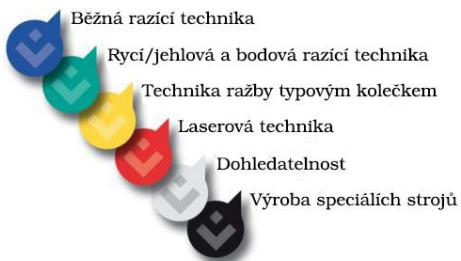 Běžná razící technika
Rycí/jehlová a bodová razící technika
Technika ražby typovým kolečkem
Laserová technika
Dohledatelnost
Výroba speciálích strojů